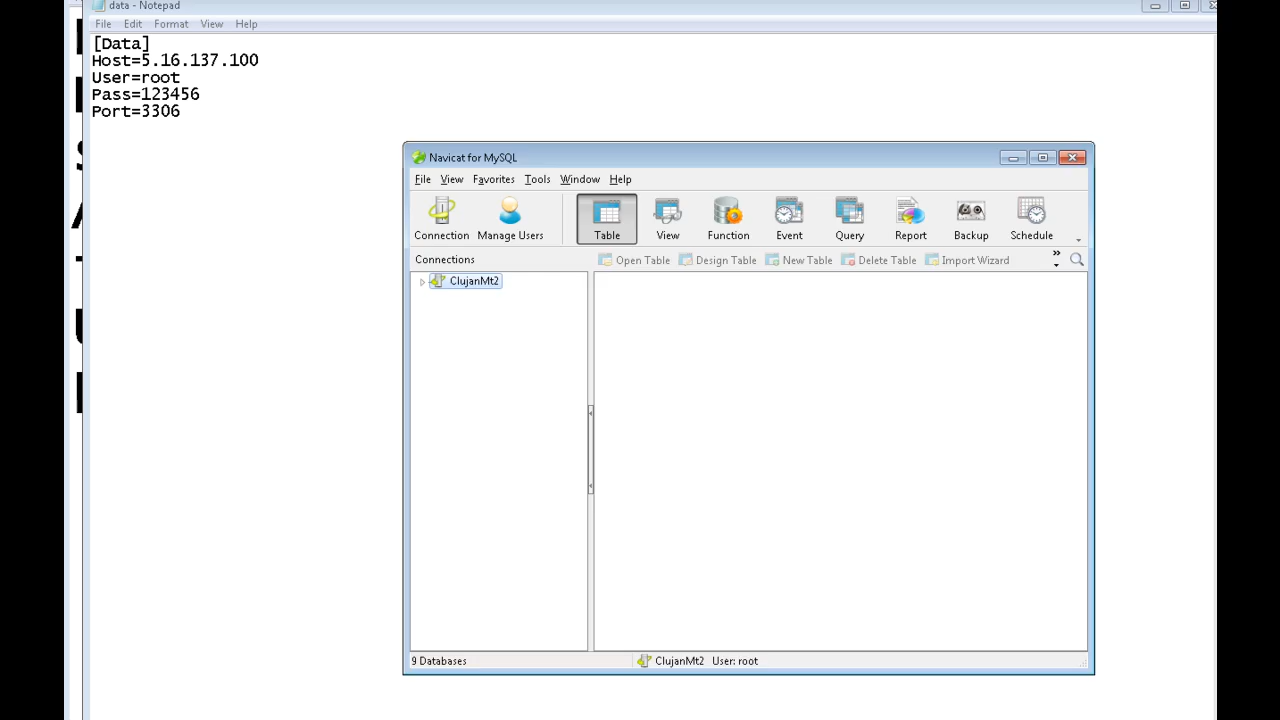 data - Notepad
File Edit Format View Help
[Data]
Host=5.16.137.100
User=root
Pass=123456
Port=3306
Navicat for MySQL
File View Favorites Tools Window Help
Connection Manage Users Table View Function Event Query Report Backup Schedule
Connections Open Table Design Table New Table Delete Table Import Wizard
ClujanMt2
9 Databases ClujanMt2 User: root